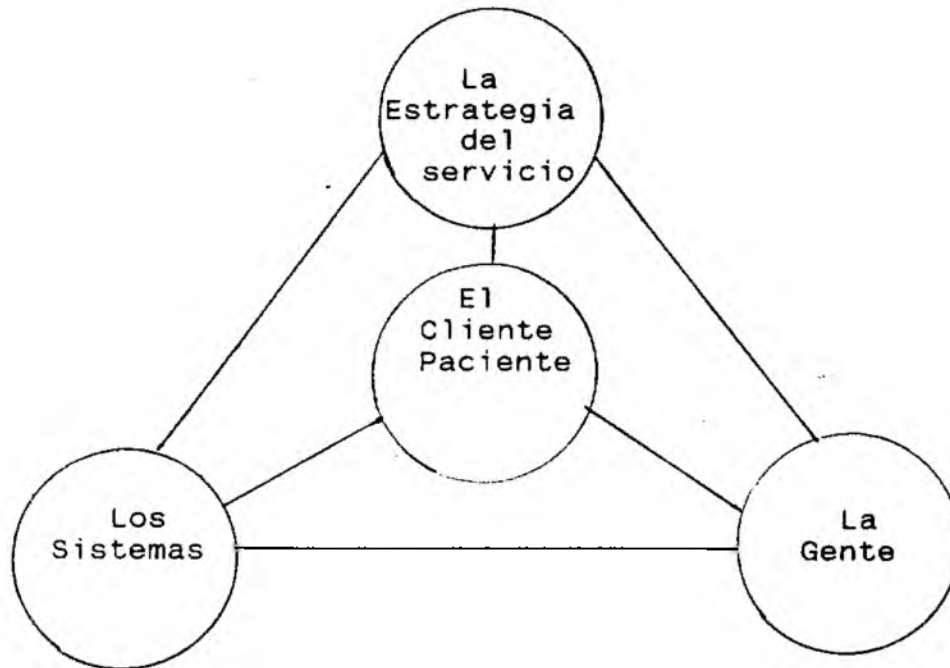 La
Estrategia
del
servicio
El
Cliente
Paciente
Los
Sistemas
La
Gente